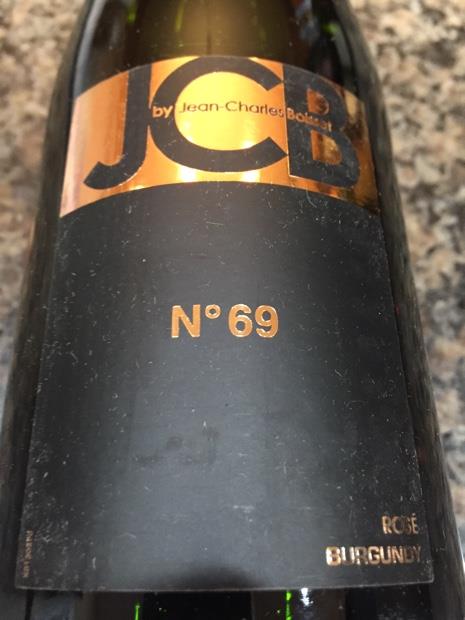 JCB
by Jean-Charles Boisset
N° 69
ROSÉ
BURGUNDY